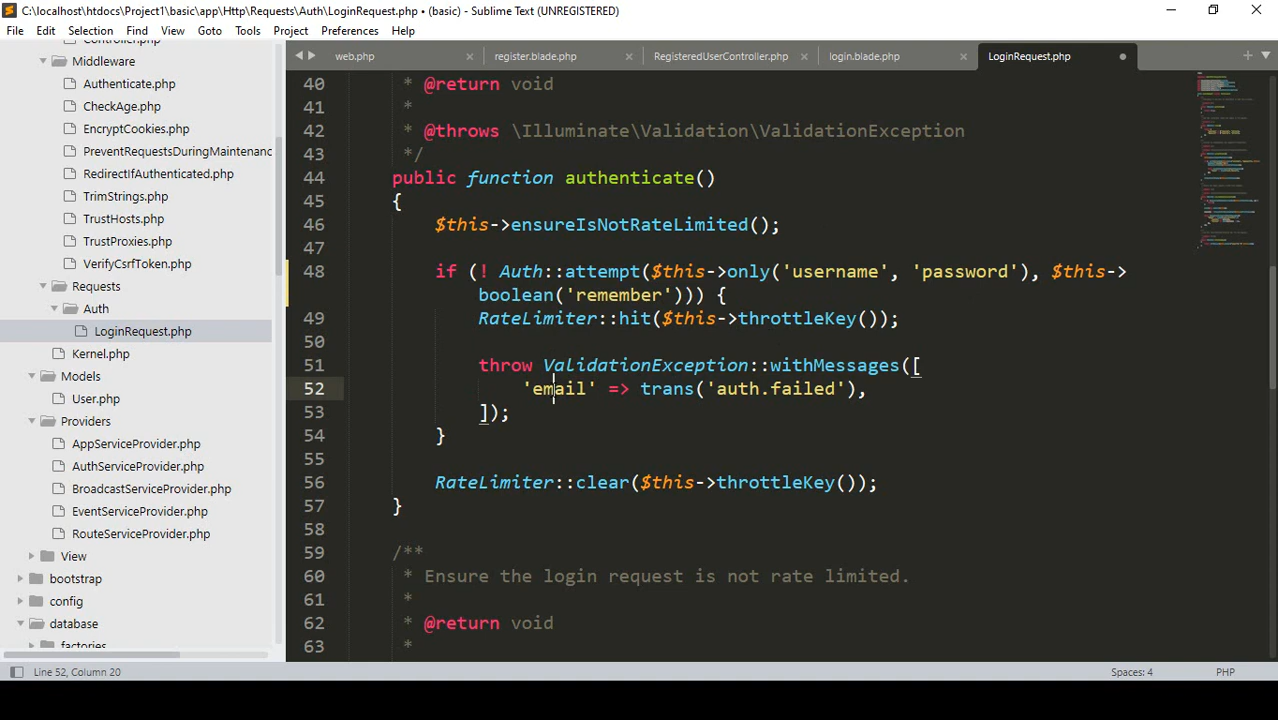 C:\localhost\htdocs\Project1\basic\app\Http\Requests\Auth\LoginRequest.php • (basic) - Sublime Text (UNREGISTERED)
File Edit Selection Find View Goto Tools Project Preferences Help
Controller.php
Middleware
Authenticate.php
CheckAge.php
EncryptCookies.php
PreventRequestsDuringMaintenanc
RedirectIfAuthenticated.php
TrimStrings.php
TrustHosts.php
TrustProxies.php
VerifyCsrfToken.php
Requests
Auth
LoginRequest.php
Kernel.php
Models
User.php
Providers
AppServiceProvider.php
AuthServiceProvider.php
BroadcastServiceProvider.php
EventServiceProvider.php
RouteServiceProvider.php
View
bootstrap
config
database
factories
web.php register.blade.php RegisteredUserController.php login.blade.php LoginRequest.php
40 * @return void
41 *
42 * @throws \Illuminate\Validation\ValidationException
43 */
44 public function authenticate()
45 {
46 $this->ensureIsNotRateLimited();
47
48 if (! Auth::attempt($this->only('username', 'password'), $this->
boolean('remember'))) {
49 RateLimiter::hit($this->throttleKey());
50
51 throw ValidationException::withMessages([
52 'email' => trans('auth.failed'),
53 ]);
54 }
55
56 RateLimiter::clear($this->throttleKey());
57 }
58
59 /**
60 * Ensure the login request is not rate limited.
61 *
62 * @return void
63 *
Line 52, Column 20 Spaces: 4 PHP